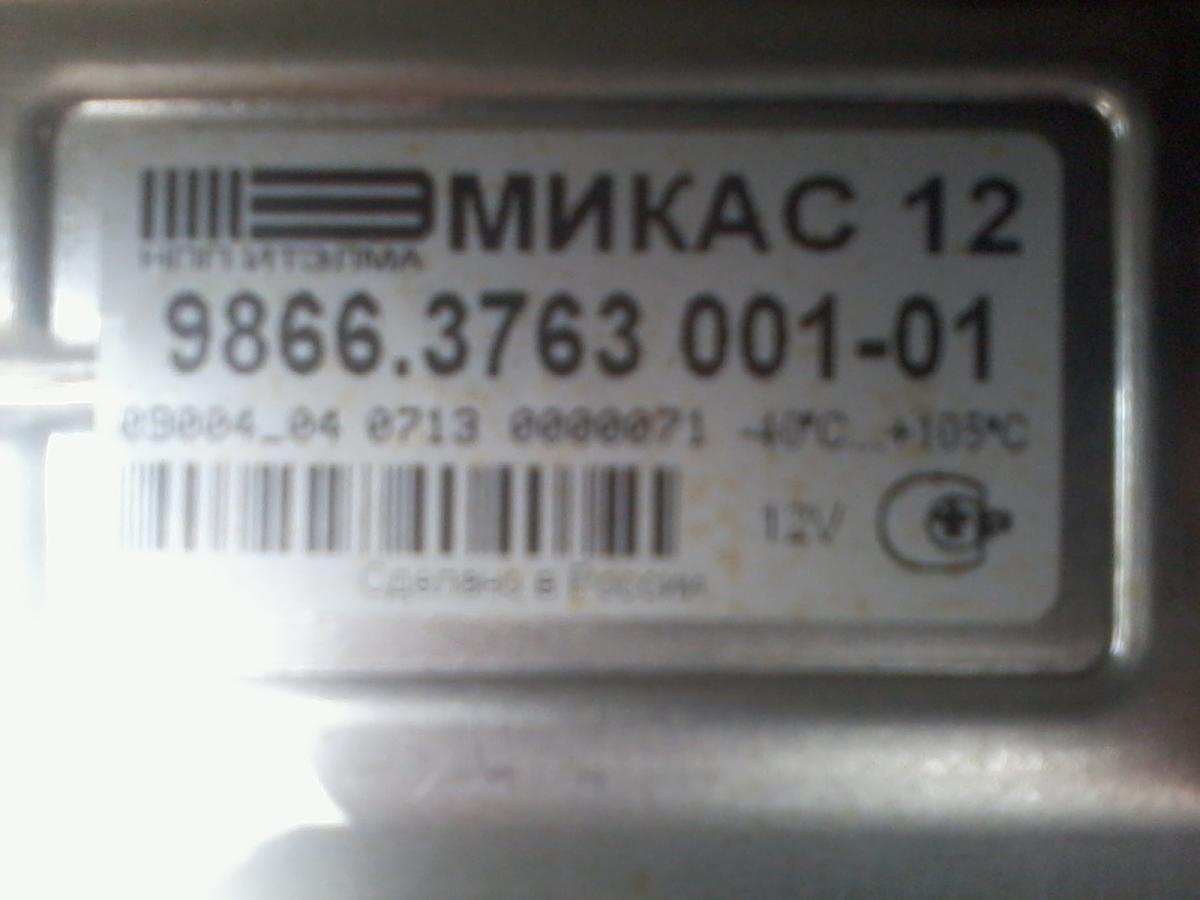 МИКАС 12
НПП ИТЭЛМА
9866.3763 001-01
09004_04 0713 0000071 -40°C...+105°C
12V
Сделано в России